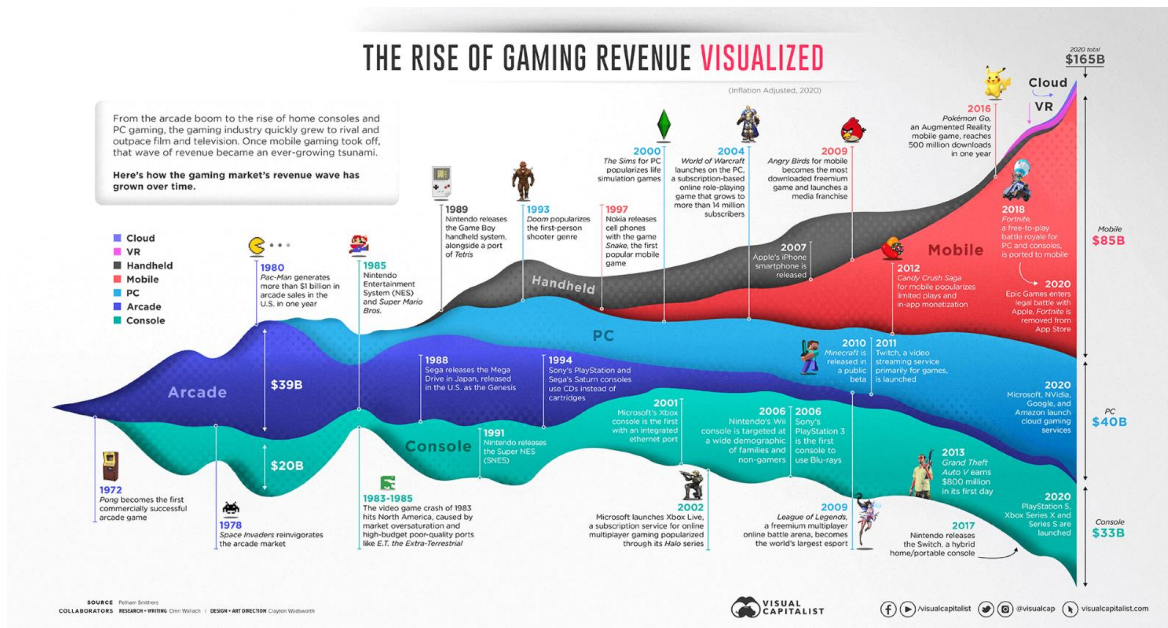 THE RISE OF GAMING REVENUE VISUALIZED
(Inflation Adjusted, 2020)
From the arcade boom to the rise of home consoles and
PC gaming, the gaming industry quickly grew to rival and
outpace film and television. Once mobile gaming took off,
that wave of revenue became an ever-growing tsunami.
Here's how the gaming market's revenue wave has
grown over time.
Cloud
VR
Handheld
Mobile
PC
Arcade
Console
1972
Pong becomes the first
commercially successful
arcade game
1978
Space Invaders reinvigorates
the arcade market
1980
Pac-Man generates
more than $1 billion in
arcade sales in the
U.S. in one year
1985
Nintendo
Entertainment
System (NES)
and Super Mario
Bros.
1983-1985
The video game crash of 1983
hits North America, caused by
market oversaturation and
high-budget poor-quality ports
like E.T. the Extra-Terrestrial
1989
Nintendo releases
the Game Boy
handheld system,
alongside a port
of Tetris
1988
Sega releases the Mega
Drive in Japan, released
in the U.S. as the Genesis
1991
Nintendo releases
the Super NES
(SNES)
1993
Doom popularizes
the first-person
shooter genre
1994
Sony's PlayStation and
Sega's Saturn consoles
use CDs instead of
cartridges
1997
Nokia releases
cell phones
with the game
Snake, the first
popular mobile
game
2000
The Sims for PC
popularizes life
simulation games
2001
Microsoft's Xbox
console is the first
with an integrated
ethernet port
2002
Microsoft launches Xbox Live,
a subscription service for online
multiplayer gaming popularized
through its Halo series
2004
World of Warcraft
launches on the PC,
a subscription-based
online role-playing
game that grows to
more than 14 million
subscribers
2006
Nintendo's Wii
console is targeted at
a wide demographic
of families and
non-gamers
2006
Sony's
PlayStation 3
is the first
console to
use Blu-rays
2007
Apple's iPhone
smartphone is
released
2009
Angry Birds for mobile
becomes the most
downloaded freemium
game and launches a
media franchise
2009
League of Legends,
a freemium multiplayer
online battle arena, becomes
the world's largest esport
2010
Minecraft is
released in
a public
beta
2011
Twitch, a video
streaming service
primarily for games,
is launched
2012
Candy Crush Saga
for mobile popularizes
limited plays and
in-app monetization
2013
Grand Theft
Auto V earns
$800 million
in its first day
2016
Pokémon Go,
an Augmented Reality
mobile game, reaches
500 million downloads
in one year
2017
Nintendo releases
the Switch, a hybrid
home/portable console
2018
Fortnite,
a free-to-play
battle royale for
PC and consoles,
is ported to mobile
2020
Epic Games enters
legal battle with
Apple, Fortnite is
removed from
App Store
2020
Microsoft, NVidia,
Google, and
Amazon launch
cloud gaming
services
2020
PlayStation 5,
Xbox Series X and
Series S are
launched
Arcade
$39B
$20B
Console
Handheld
PC
Mobile
Cloud
VR
2020 total
$165B
Mobile
$85B
PC
$40B
Console
$33B
SOURCE Pelham Smithers
COLLABORATORS RESEARCH + WRITING Omri Wallach | DESIGN + ART DIRECTION Clayton Wadsworth
VISUAL
CAPITALIST
/visualcapitalist
@visualcap
visualcapitalist.com